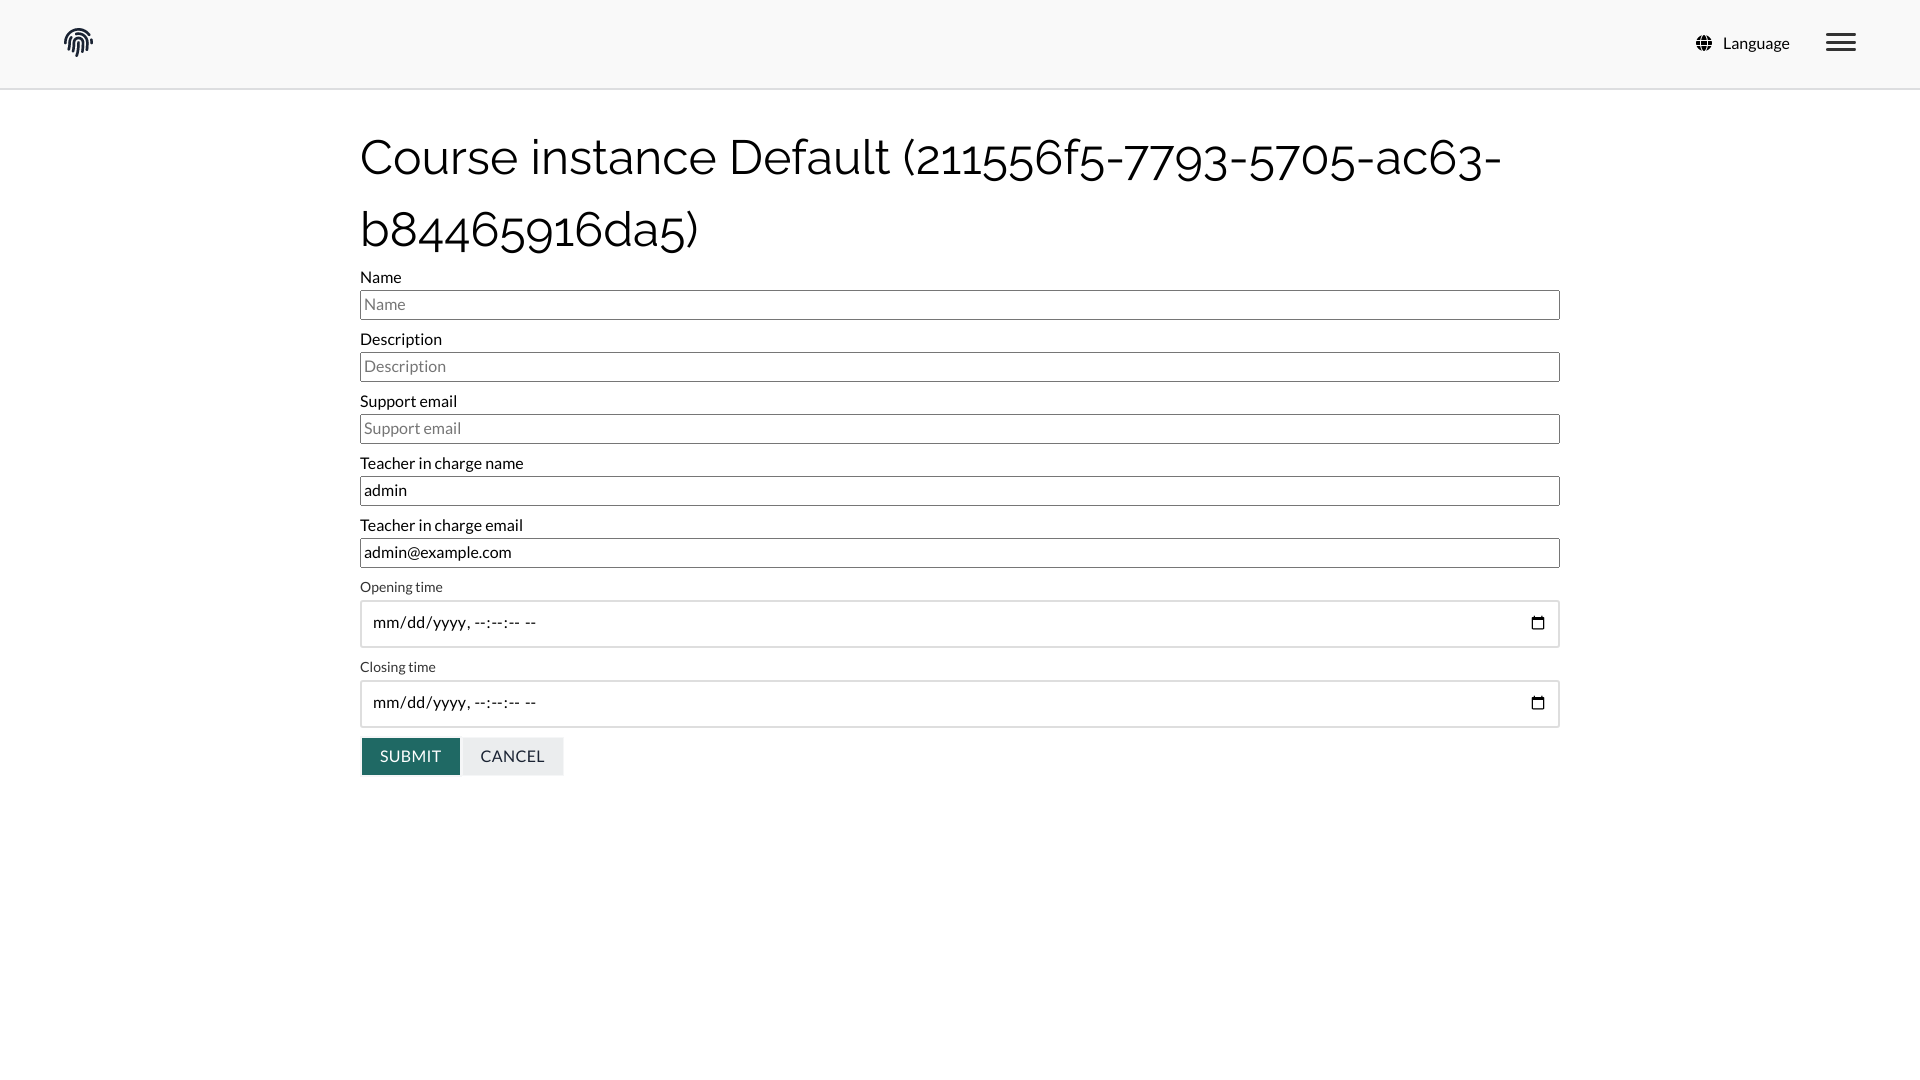 Language
Course instance Default (211556f5-7793-5705-ac63-
b84465916da5)
Name
Name
Description
Description
Support email
Support email
Teacher in charge name
admin
Teacher in charge email
admin@example.com
Opening time
mm/dd/yyyy, --:--:-- --
Closing time
mm/dd/yyyy, --:--:-- --
SUBMIT CANCEL